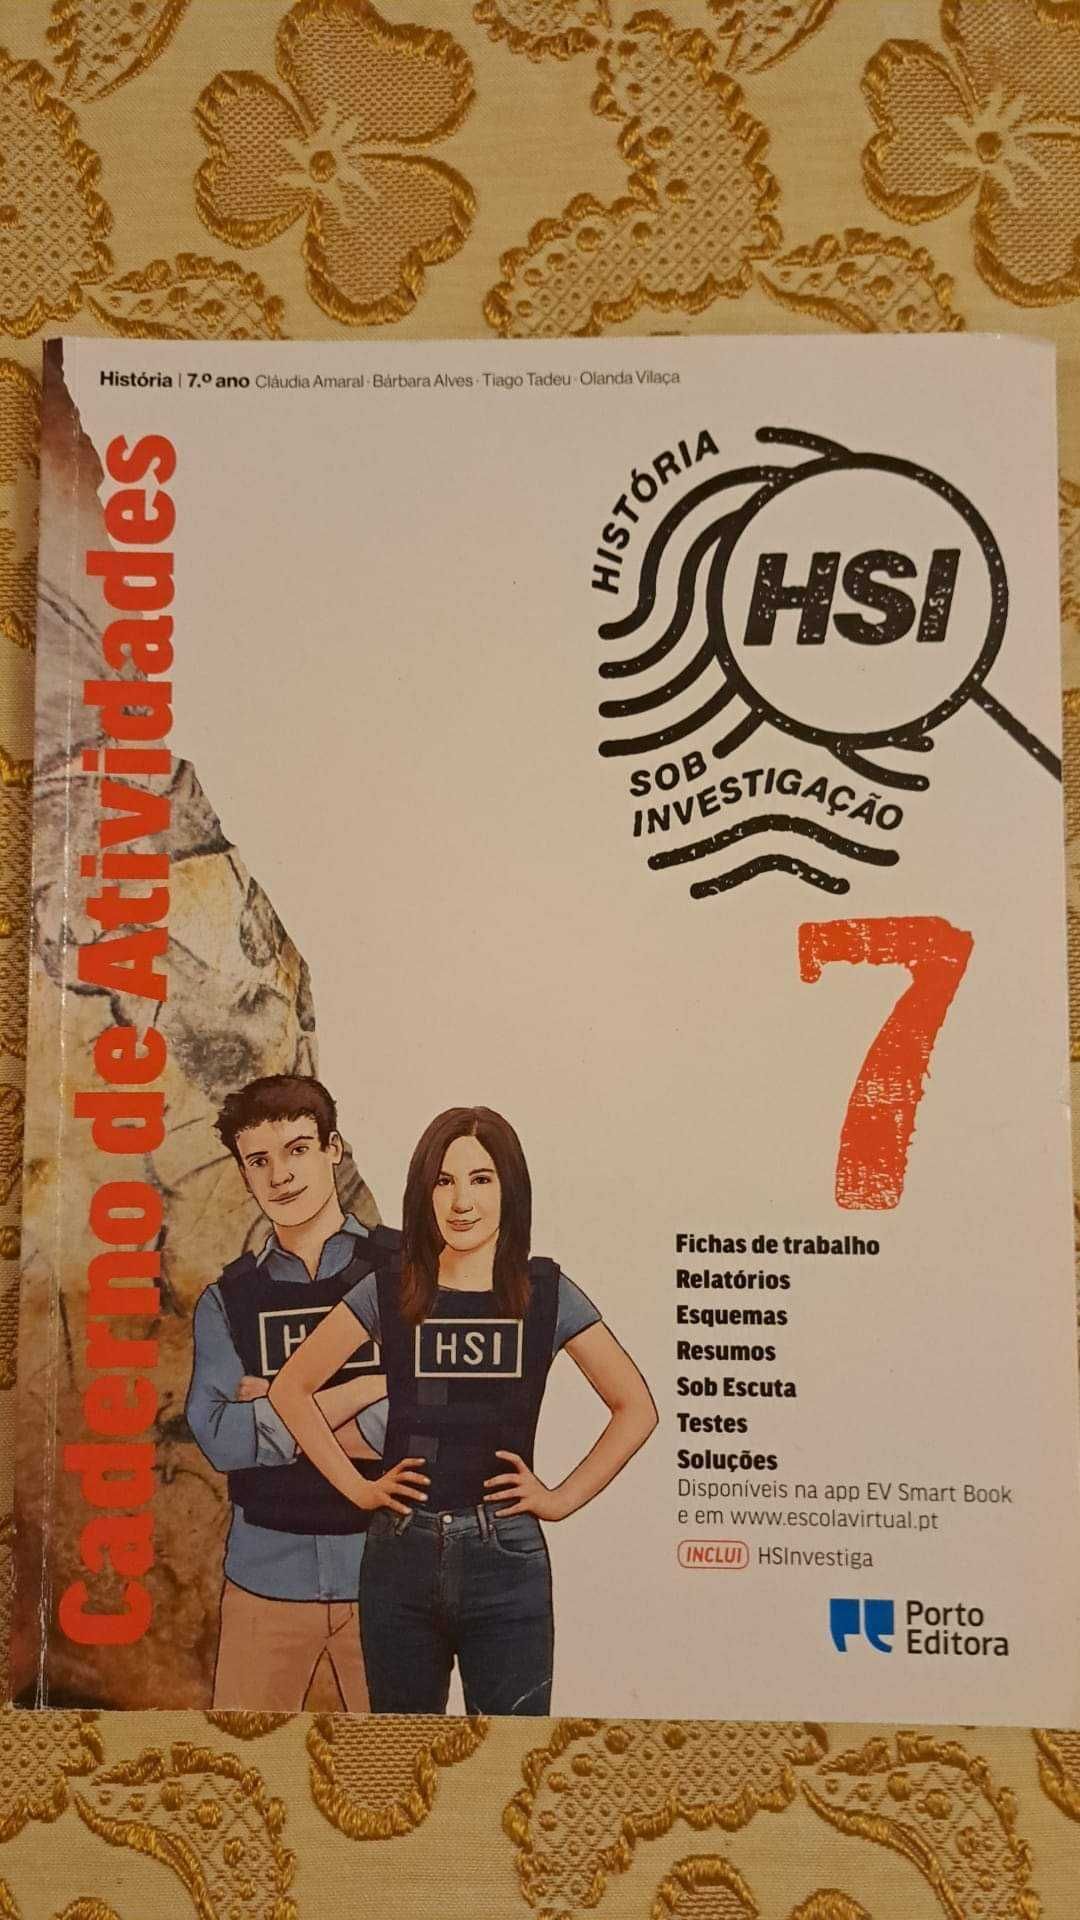 História | 7.º ano Cláudia Amaral · Bárbara Alves · Tiago Tadeu · Olanda Vilaça
Caderno de Atividades
HISTÓRIA
HSI
SOB
INVESTIGAÇÃO
7
H
HSI
Fichas de trabalho
Relatórios
Esquemas
Resumos
Sob Escuta
Testes
Soluções
Disponíveis na app EV Smart Book
e em www.escolavirtual.pt
INCLUI HSInvestiga
Porto
Editora